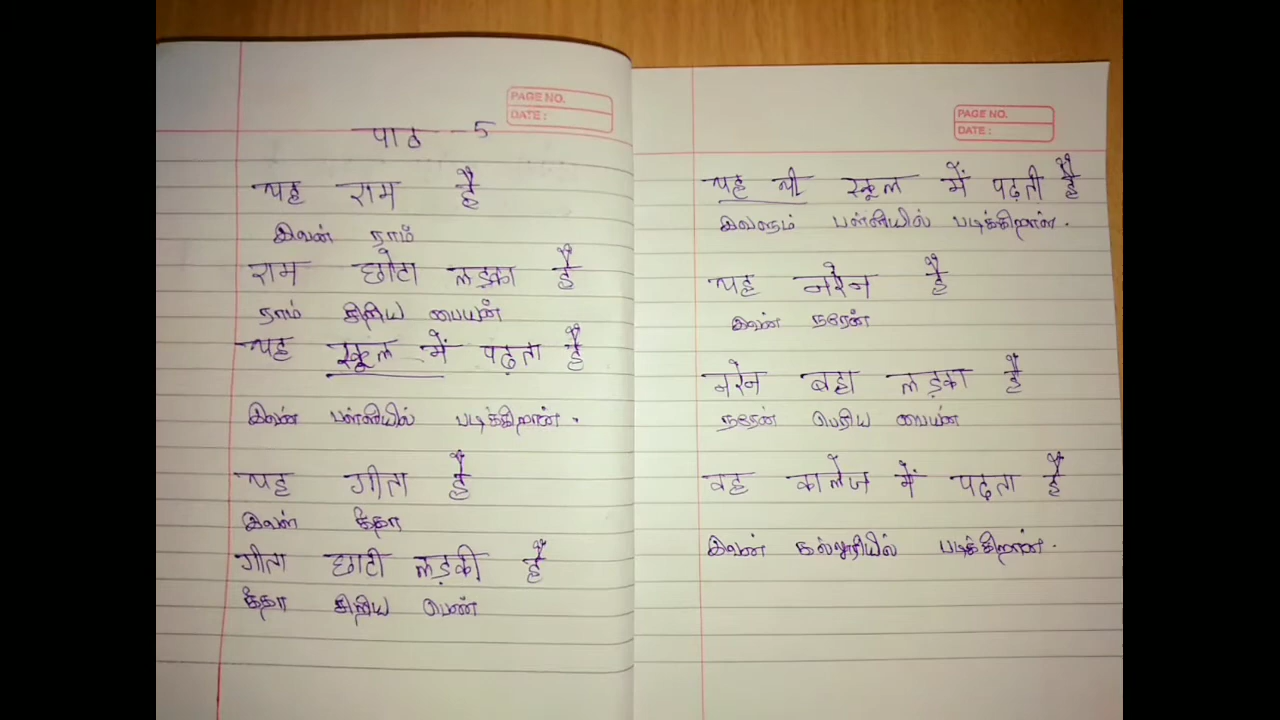 PAGE NO.
DATE :
पाठ - 5
यह राम है
இவன் ராம்
राम छोटा लड़का है
ராம் சிறிய பையன்
यह स्कूल में पढ़ता है
இவன் பள்ளியில் படிக்கிறான்.
यह गीता है
இவள் கீதா
गीता छोटी लड़की है
கீதா சிறிய பெண்
PAGE NO.
DATE :
यह भी स्कूल में पढ़ती है
இவளும் பள்ளியில் படிக்கிறாள்.
यह नरेन है
இவன் நரேன்
नरेन बड़ा लड़का है
நரேன் பெரிய பையன்
वह कालेज में पढ़ता है
இவன் கல்லூரியில் படிக்கிறான்.